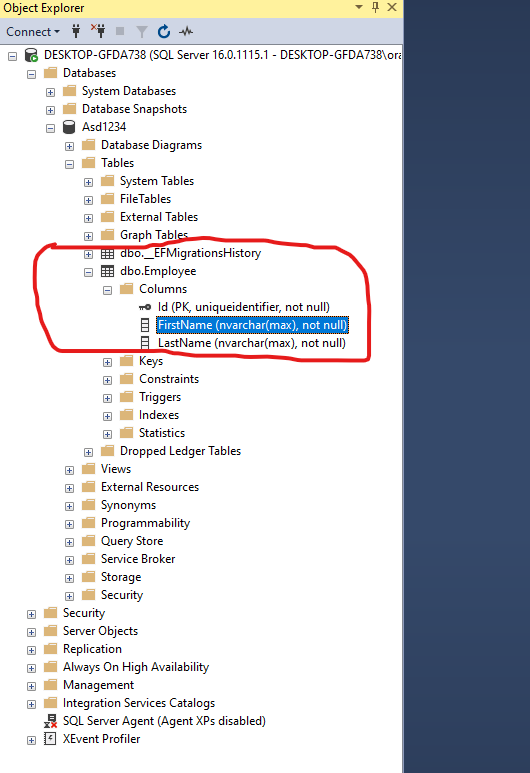 Object Explorer
Connect
DESKTOP-GFDA738 (SQL Server 16.0.1115.1 - DESKTOP-GFDA738\ora
Databases
System Databases
Database Snapshots
Asd1234
Database Diagrams
Tables
System Tables
FileTables
External Tables
Graph Tables
dbo.__EFMigrationsHistory
dbo.Employee
Columns
Id (PK, uniqueidentifier, not null)
FirstName (nvarchar(max), not null)
LastName (nvarchar(max), not null)
Keys
Constraints
Triggers
Indexes
Statistics
Dropped Ledger Tables
Views
External Resources
Synonyms
Programmability
Query Store
Service Broker
Storage
Security
Security
Server Objects
Replication
Always On High Availability
Management
Integration Services Catalogs
SQL Server Agent (Agent XPs disabled)
XEvent Profiler